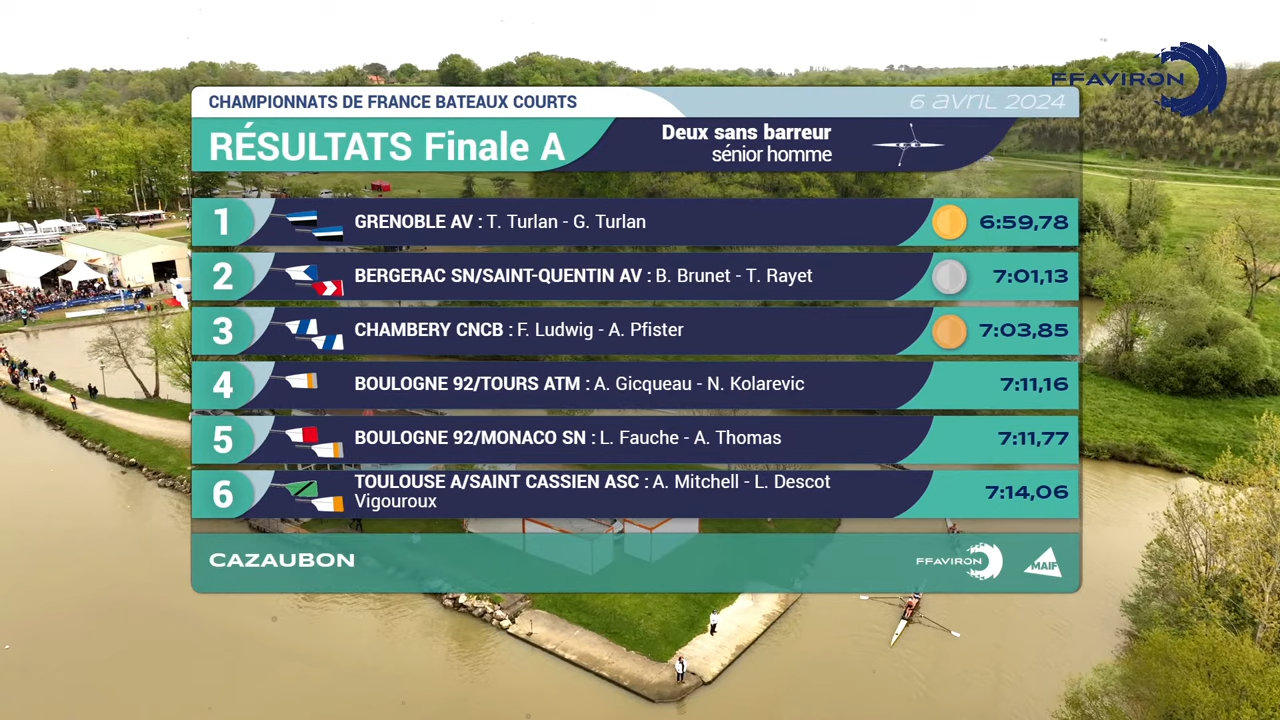 FFAVIRON
CHAMPIONNATS DE FRANCE BATEAUX COURTS
6 avril 2024
RÉSULTATS Finale A
Deux sans barreur
sénior homme
1 GRENOBLE AV : T. Turlan - G. Turlan 6:59,78
2 BERGERAC SN/SAINT-QUENTIN AV : B. Brunet - T. Rayet 7:01,13
3 CHAMBERY CNCB : F. Ludwig - A. Pfister 7:03,85
4 BOULOGNE 92/TOURS ATM : A. Gicqueau - N. Kolarevic 7:11,16
5 BOULOGNE 92/MONACO SN : L. Fauche - A. Thomas 7:11,77
6 TOULOUSE A/SAINT CASSIEN ASC : A. Mitchell - L. Descot
Vigouroux 7:14,06
CAZAUBON
FFAVIRON
MAIF